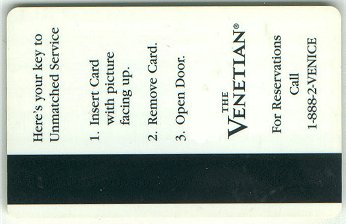 Here's your key to
Unmatched Service
1. Insert Card
with picture
facing up.
2. Remove Card.
3. Open Door.
THE
VENETIAN®
For Reservations
Call
1-888-2-VENICE